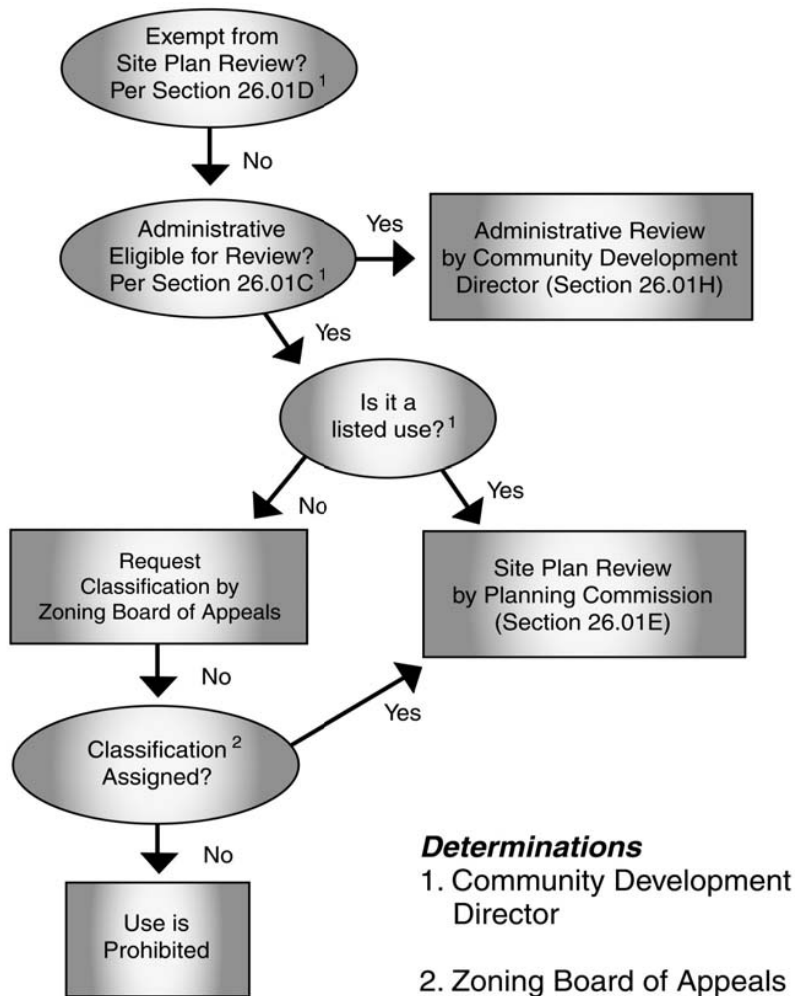 Exempt from
Site Plan Review?
Per Section 26.01D 1
No
Administrative
Eligible for Review?
Per Section 26.01C 1
Yes
Administrative Review
by Community Development
Director (Section 26.01H)
Yes
Is it a
listed use? 1
No
Yes
Request
Classification by
Zoning Board of Appeals
Site Plan Review
by Planning Commission
(Section 26.01E)
No
Yes
Classification 2
Assigned?
No
Use is
Prohibited
Determinations
1. Community Development
Director
2. Zoning Board of Appeals